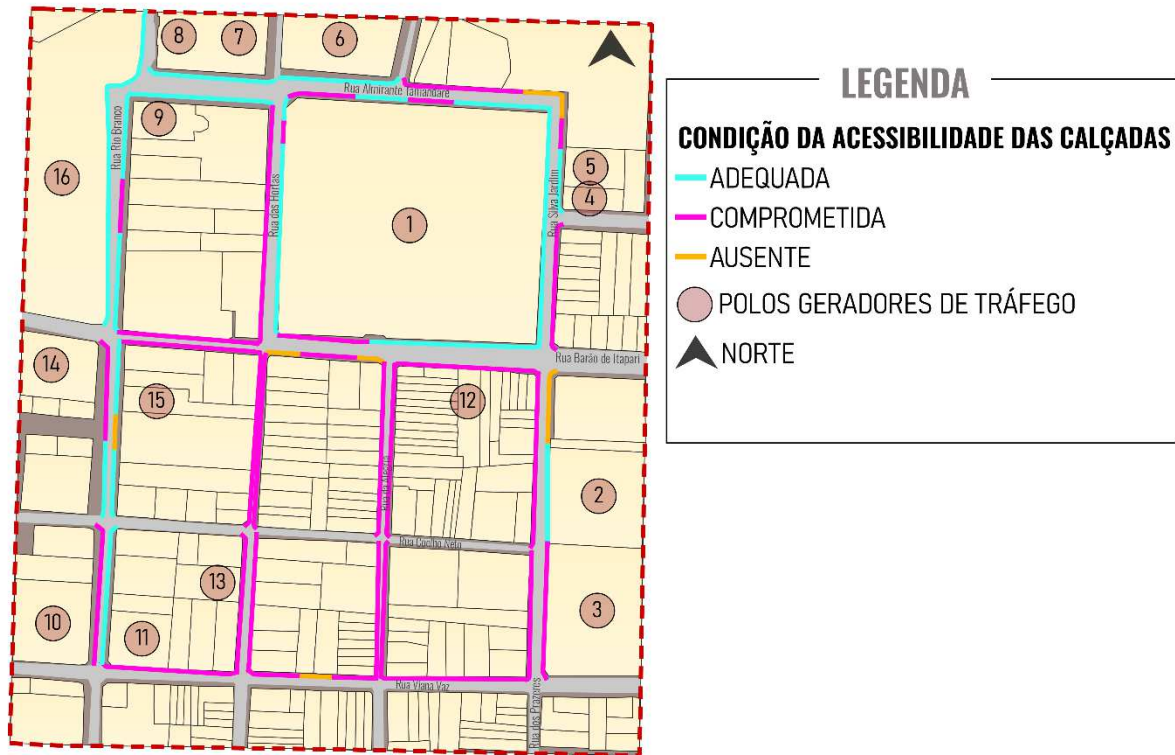 8
7
6
Rua Almirante Tamandaré
9
Rua Rio Branco
16
Rua das Hortas
1
Rua Silva Jardim
5
4
Rua Barão de Itapari
14
15
12
2
Rua Coelho Neto
13
3
10
11
Rua Viana Vaz
Rua dos Prazeres
LEGENDA
CONDIÇÃO DA ACESSIBILIDADE DAS CALÇADAS
ADEQUADA
COMPROMETIDA
AUSENTE
POLOS GERADORES DE TRÁFEGO
NORTE